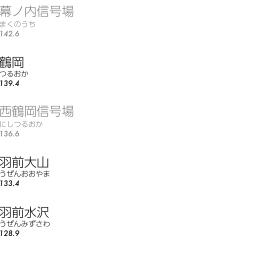 幕ノ内信号場
まくのうち
142.6
鶴岡
つるおか
139.4
西鶴岡信号場
にしつるおか
136.6
羽前大山
うぜんおおやま
133.4
羽前水沢
うぜんみずさわ
128.9